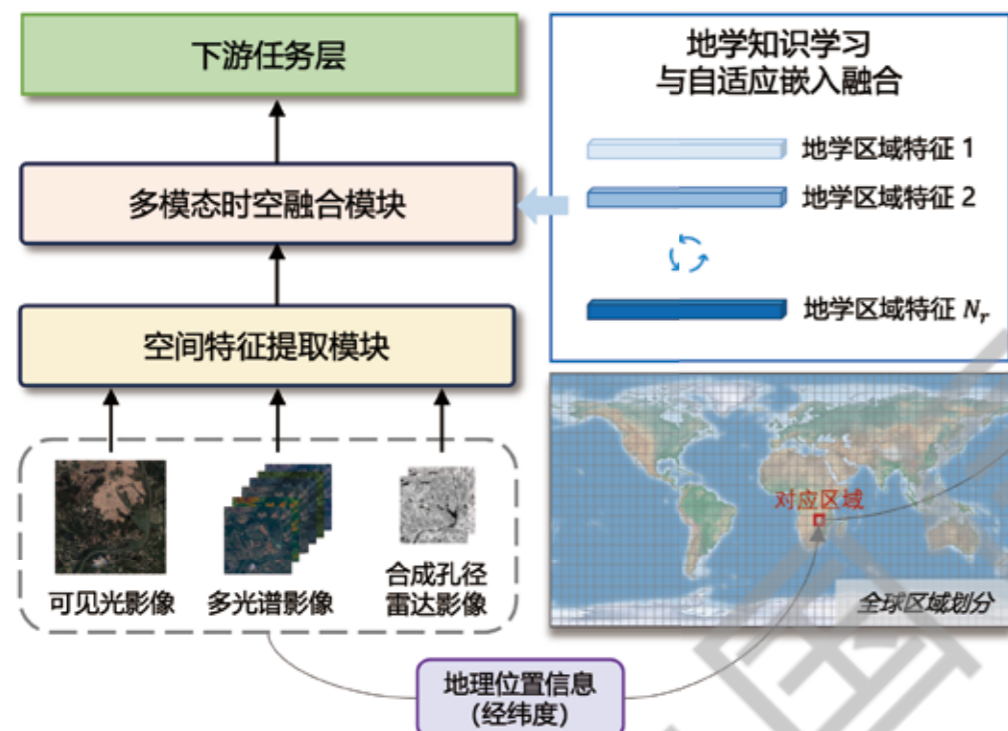 下游任务层
多模态时空融合模块
空间特征提取模块
可见光影像
多光谱影像
合成孔径
雷达影像
地学知识学习
与自适应嵌入融合
地学区域特征 1
地学区域特征 2
地学区域特征 Nᵣ
对应区域
全球区域划分
地理位置信息
(经纬度)
国